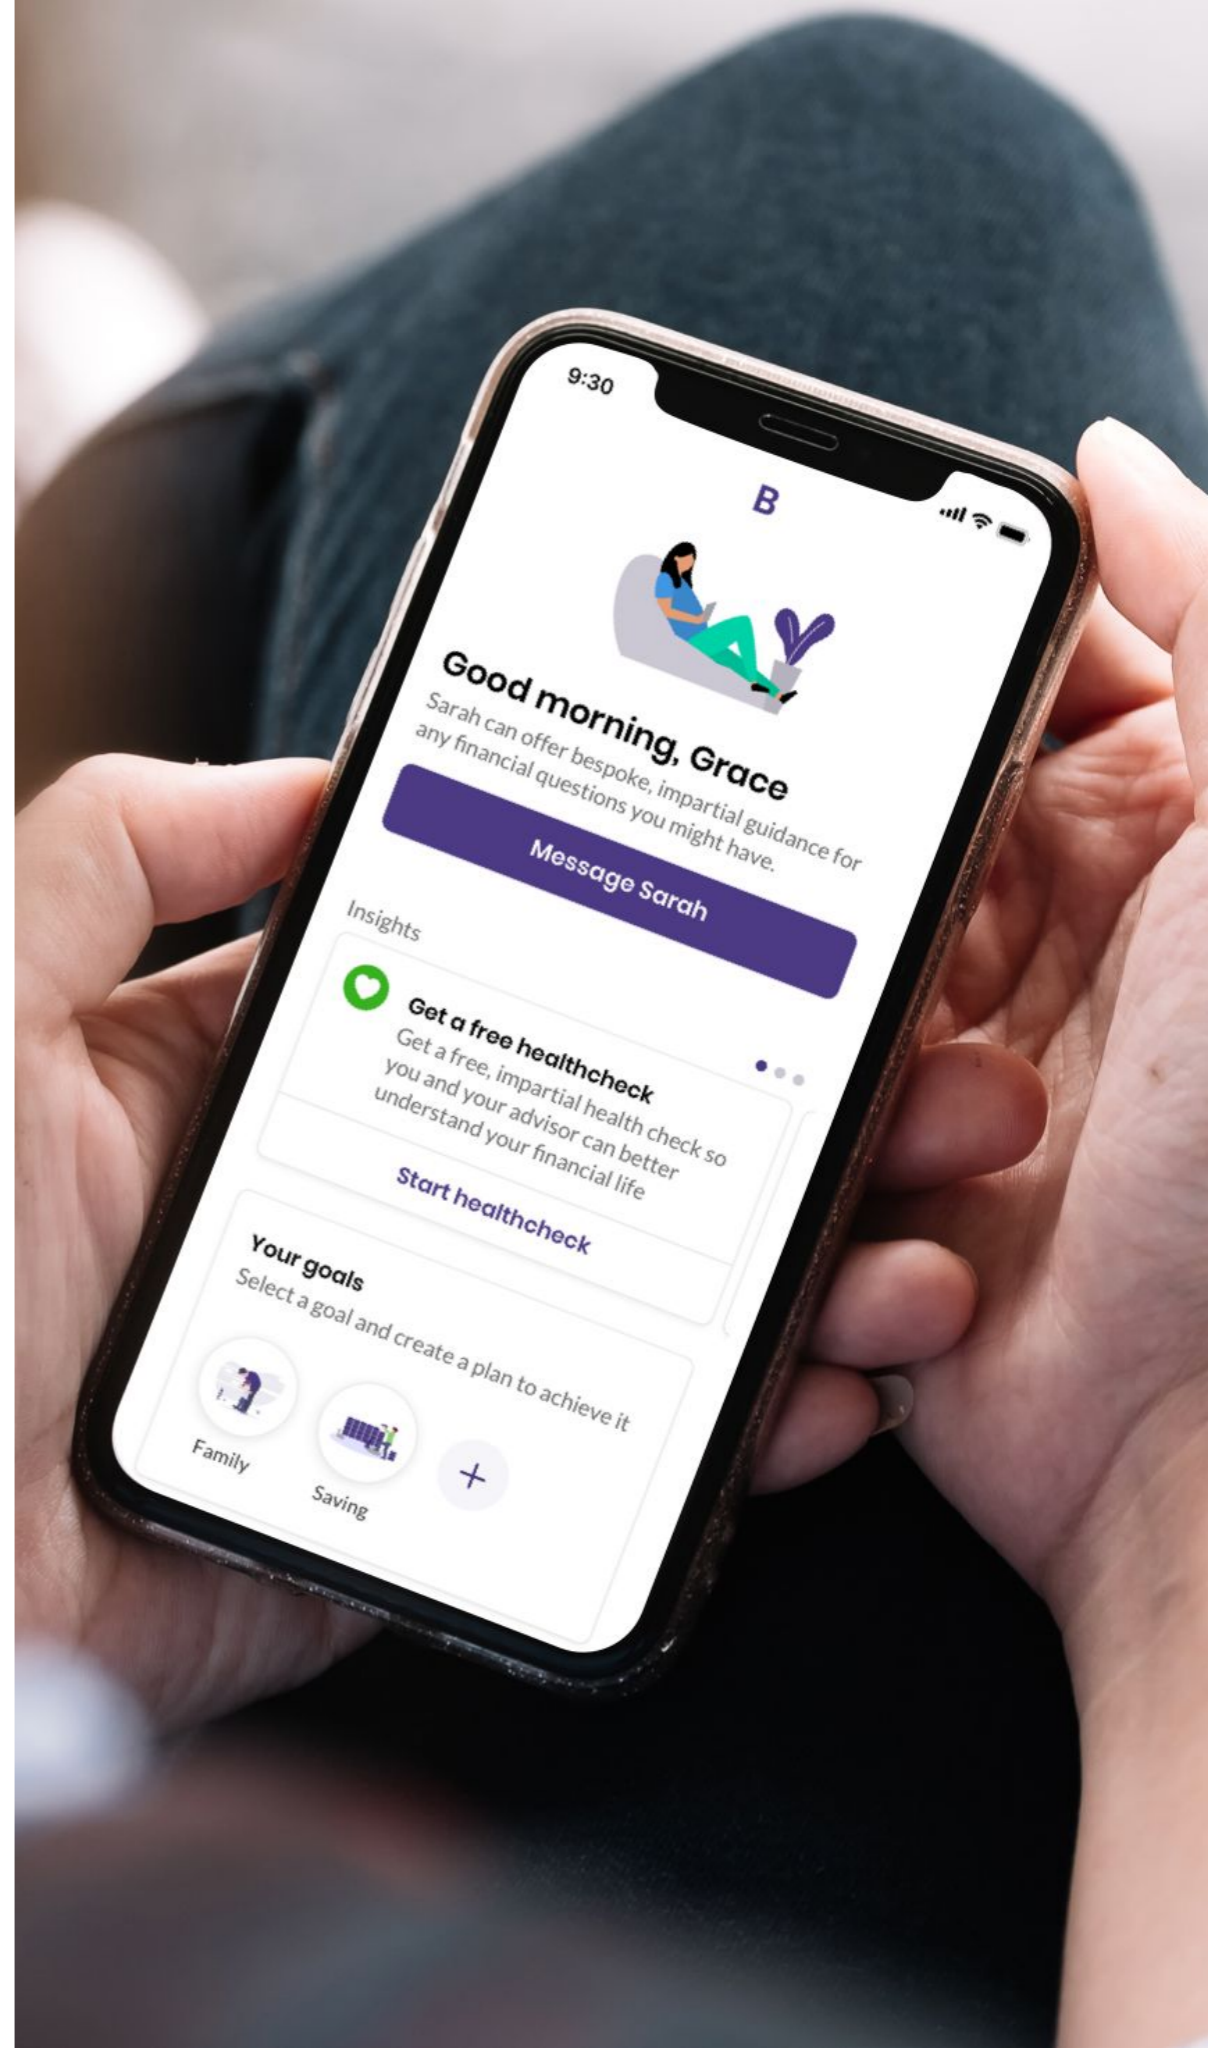 9:30
B
Good morning, Grace
Sarah can offer bespoke, impartial guidance for
any financial questions you might have.
Message Sarah
Insights
Get a free healthcheck
Get a free, impartial health check so
you and your advisor can better
understand your financial life
Start healthcheck
Your goals
Select a goal and create a plan to achieve it
Family
Saving